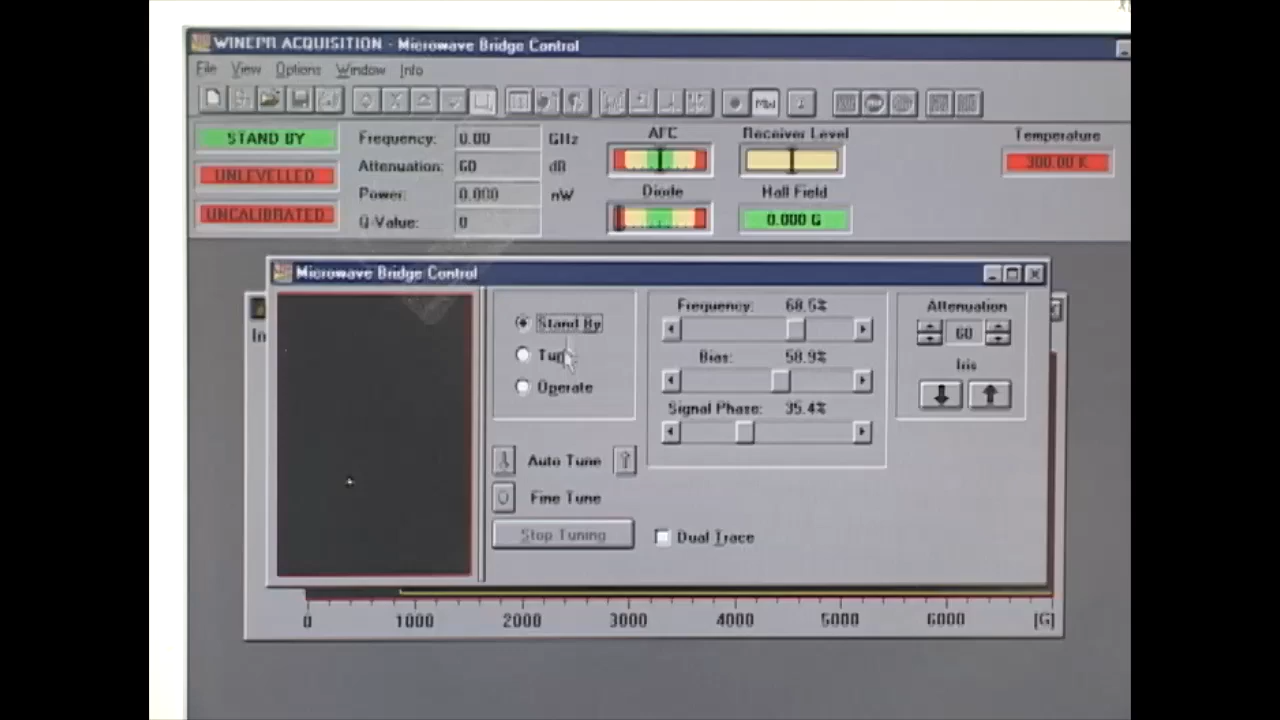 WINEPR ACQUISITION - Microwave Bridge Control
File View Options Window Info
STAND BY
UNLEVELLED
UNCALIBRATED
Frequency: 0.00 GHz
Attenuation: 60 dB
Power: 0.000 nW
Q-Value: 0
AFC
Diode
Receiver Level
Hall Field
0.000 G
Temperature
300.00 K
Microwave Bridge Control
In
Stand By
Tun
Operate
Auto Tune
Fine Tune
Stop Tuning
Frequency: 68.5%
Bias: 58.9%
Signal Phase: 35.4%
Dual Trace
Attenuation
60
Iris
0 1000 2000 3000 4000 5000 6000 [G]